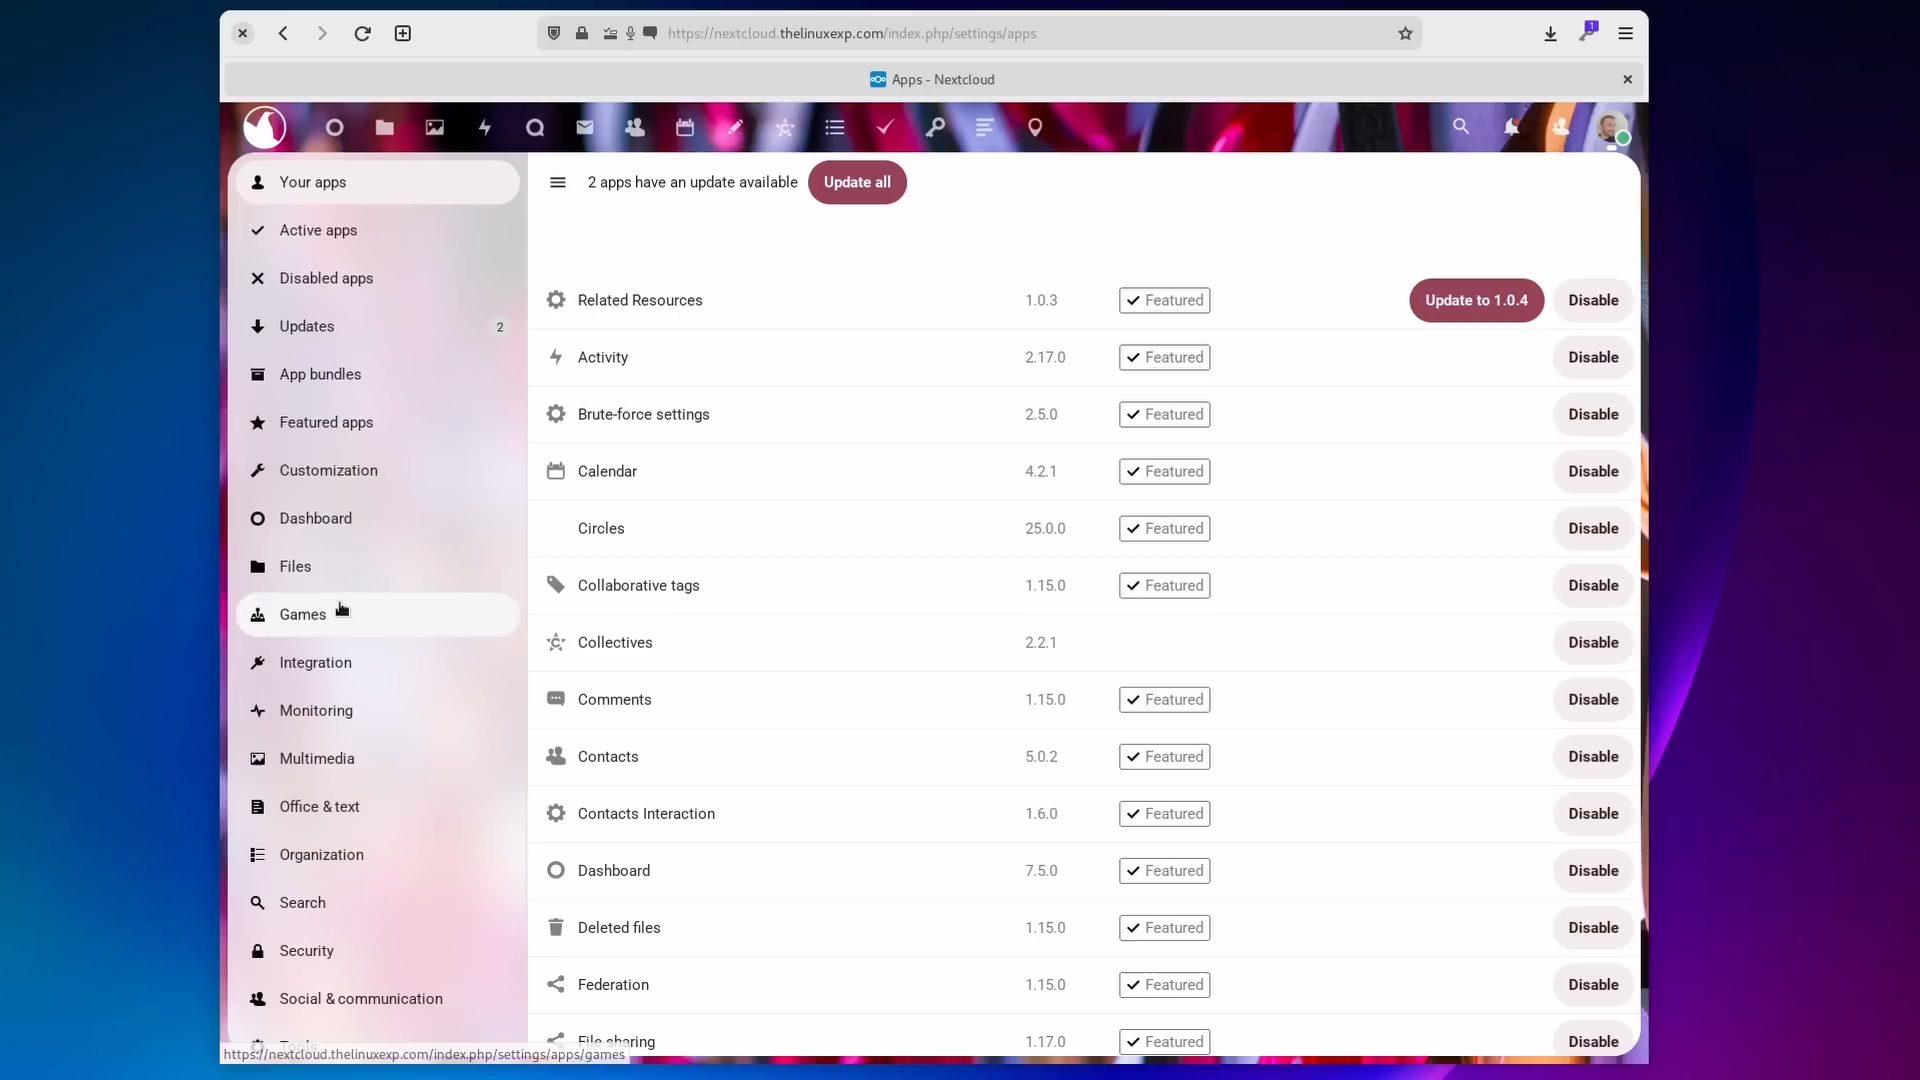 https://nextcloud.thelinuxexp.com/index.php/settings/apps
1
Apps - Nextcloud
Your apps
Active apps
Disabled apps
Updates 2
App bundles
Featured apps
Customization
Dashboard
Files
Games
Integration
Monitoring
Multimedia
Office & text
Organization
Search
Security
Social & communication
Tools
https://nextcloud.thelinuxexp.com/index.php/settings/apps/games
2 apps have an update available Update all
Related Resources 1.0.3 Featured Update to 1.0.4 Disable
Activity 2.17.0 Featured Disable
Brute-force settings 2.5.0 Featured Disable
Calendar 4.2.1 Featured Disable
Circles 25.0.0 Featured Disable
Collaborative tags 1.15.0 Featured Disable
Collectives 2.2.1 Disable
Comments 1.15.0 Featured Disable
Contacts 5.0.2 Featured Disable
Contacts Interaction 1.6.0 Featured Disable
Dashboard 7.5.0 Featured Disable
Deleted files 1.15.0 Featured Disable
Federation 1.15.0 Featured Disable
File sharing 1.17.0 Featured Disable